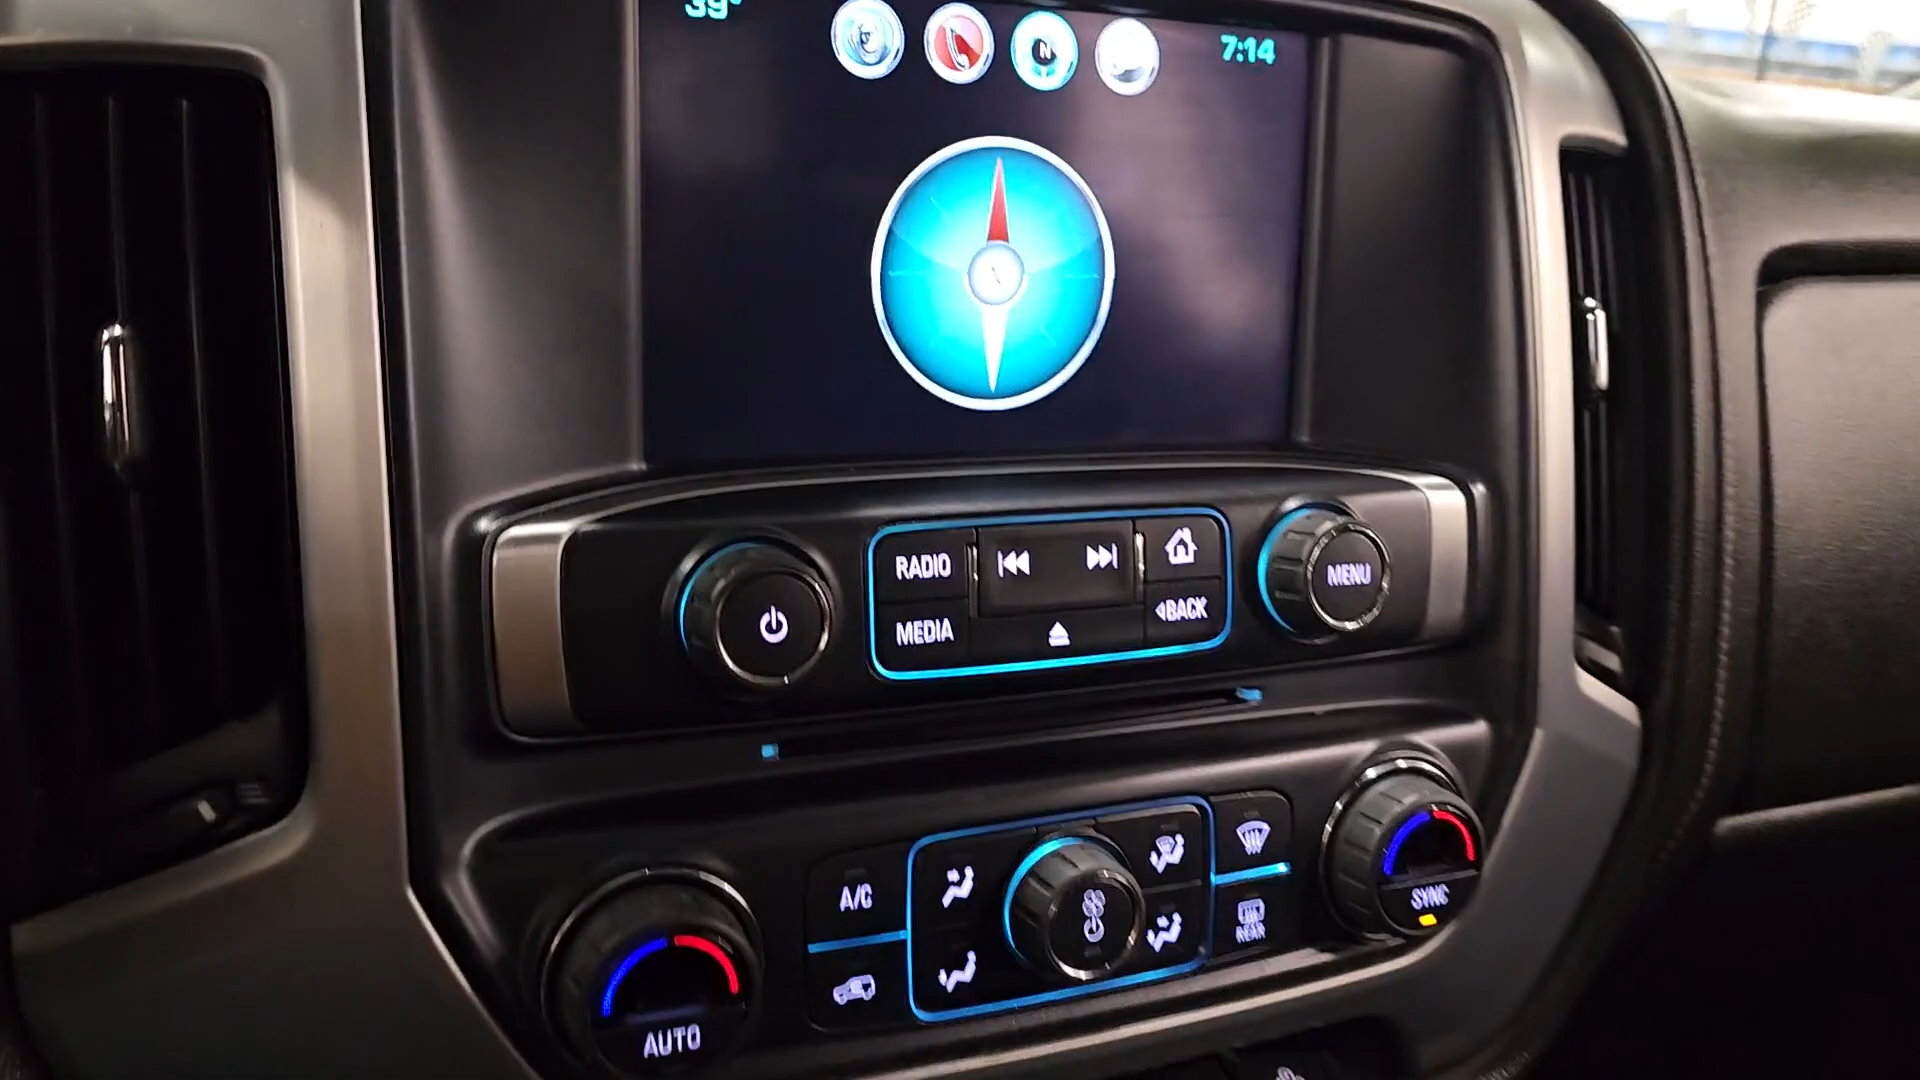 39°
N
7:14
RADIO
MEDIA
◁BACK
MENU
A/C
REAR
SYNC
AUTO